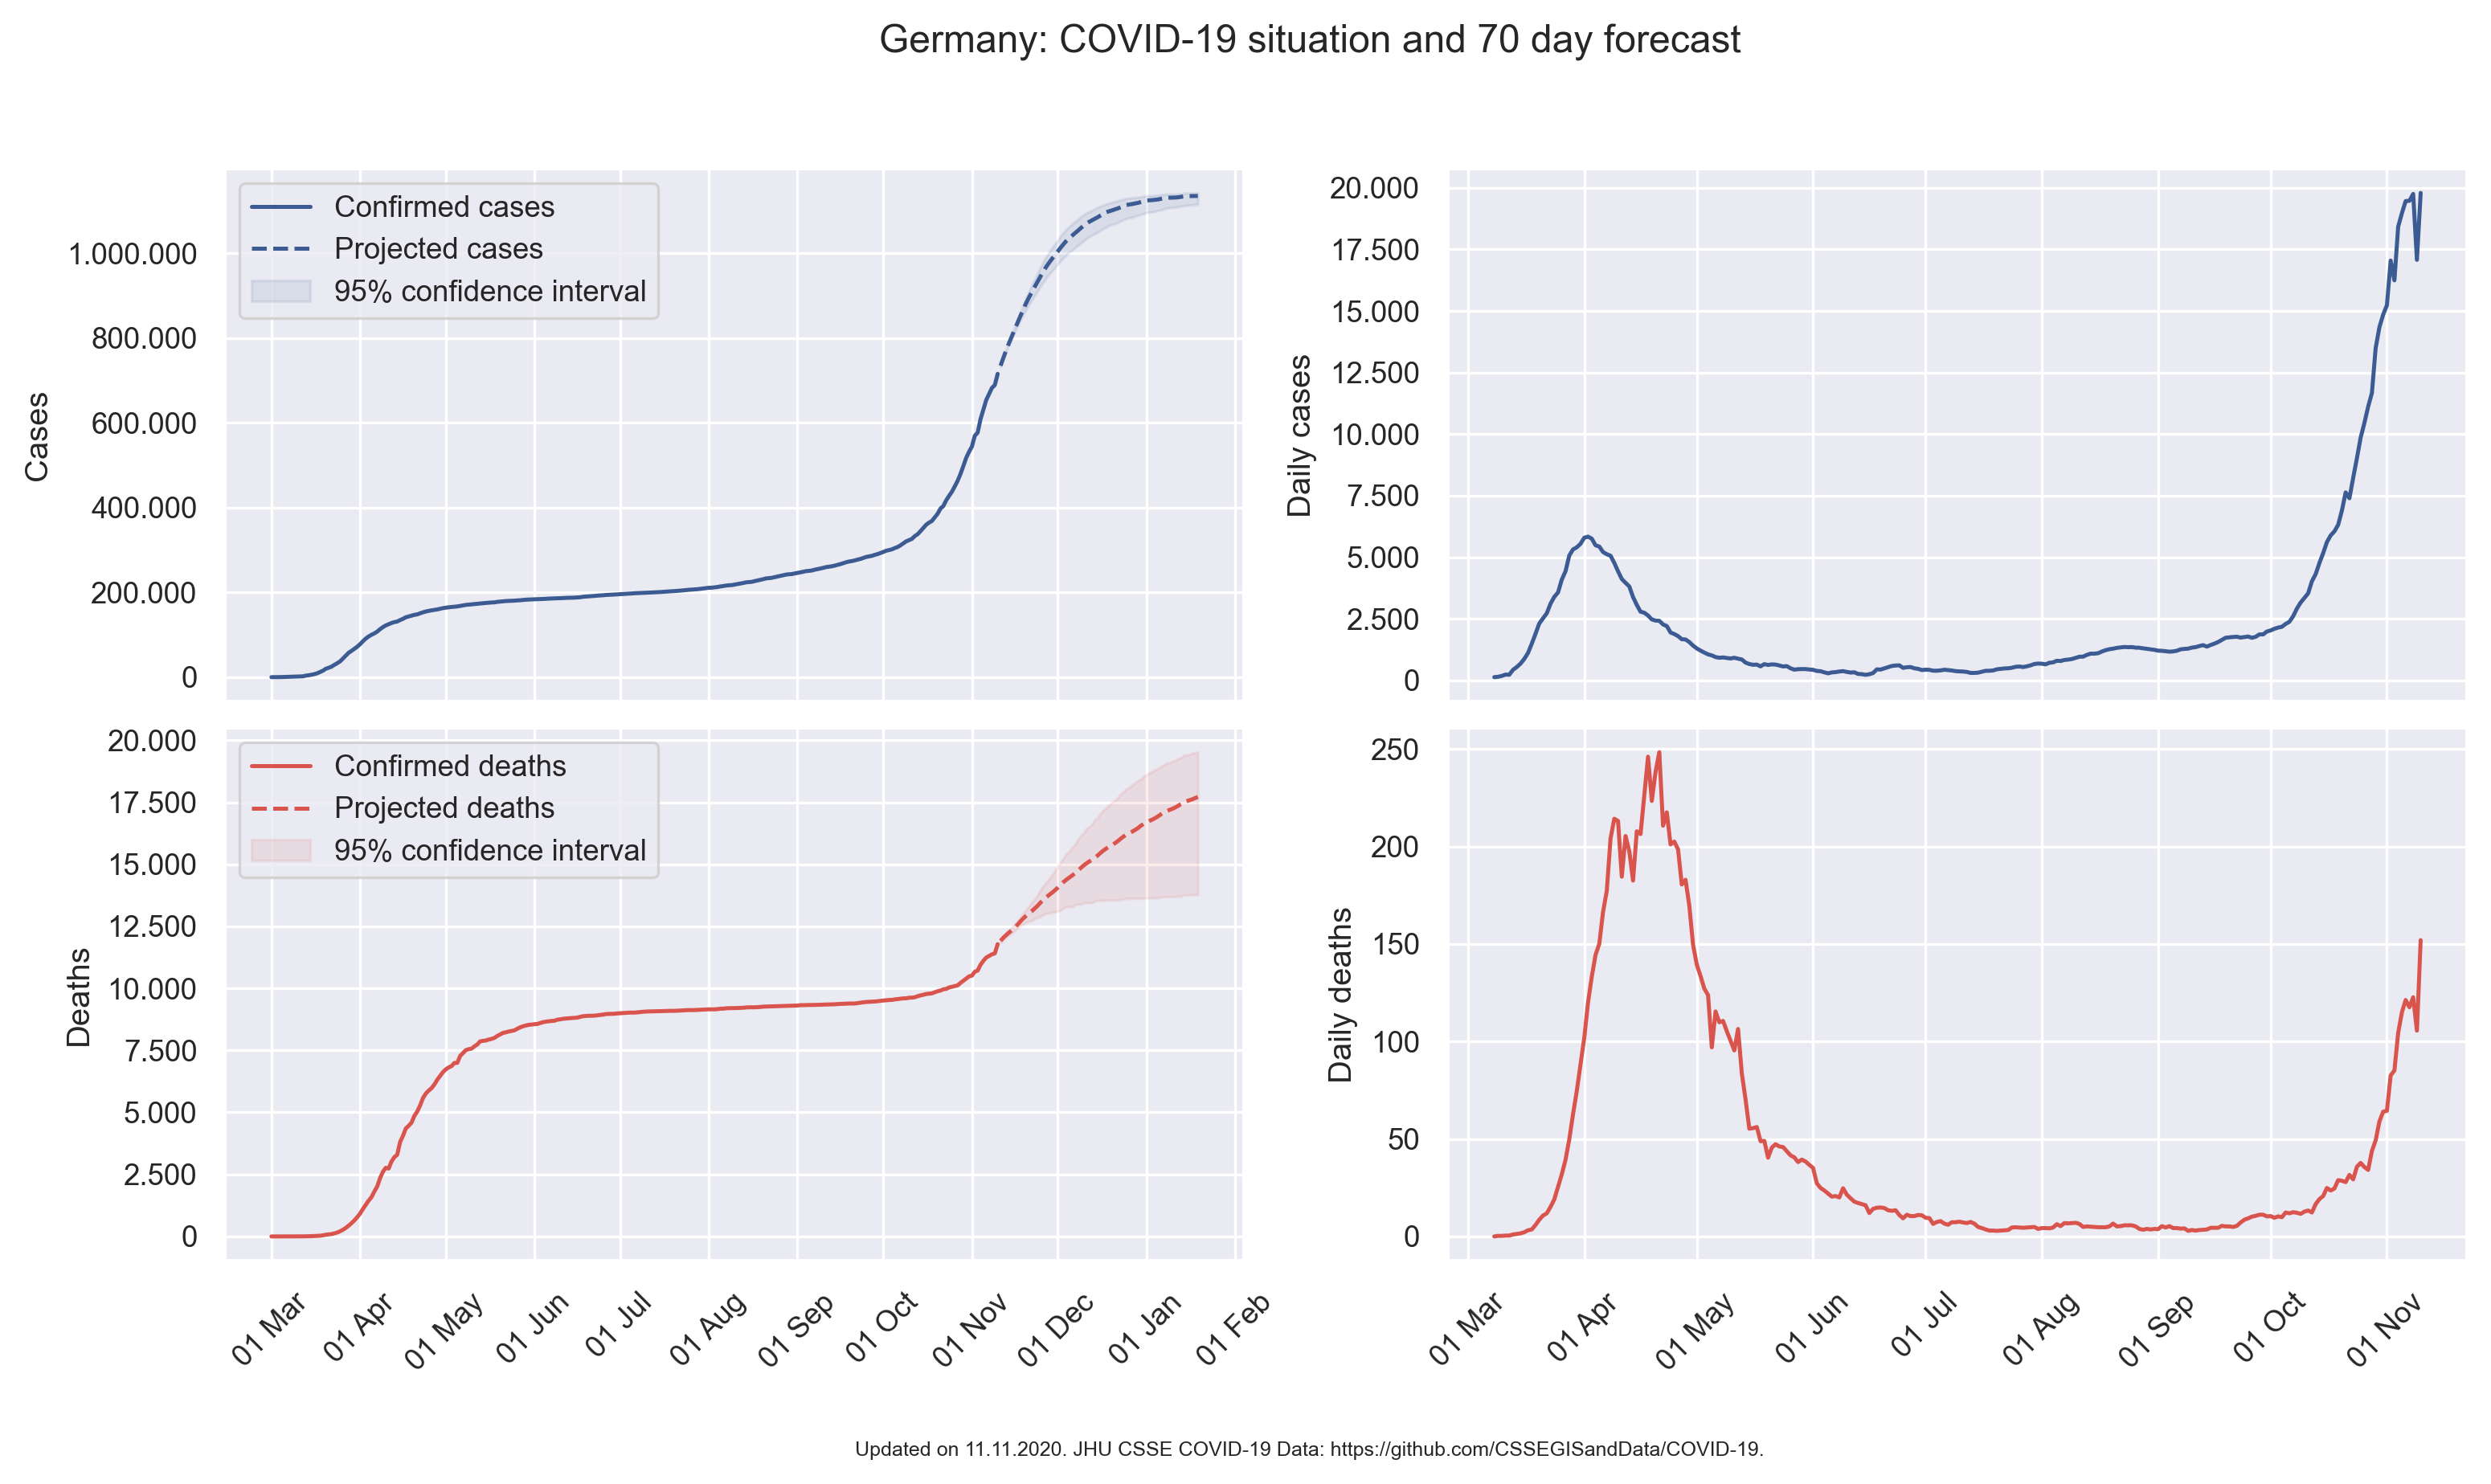 Germany: COVID-19 situation and 70 day forecast
Confirmed cases
Projected cases
95% confidence interval
1.000.000
800.000
600.000
400.000
200.000
0
Cases
20.000
17.500
15.000
12.500
10.000
7.500
5.000
2.500
0
Daily cases
Confirmed deaths
Projected deaths
95% confidence interval
20.000
17.500
15.000
12.500
10.000
7.500
5.000
2.500
0
Deaths
01 Mar
01 Apr
01 May
01 Jun
01 Jul
01 Aug
01 Sep
01 Oct
01 Nov
01 Dec
01 Jan
01 Feb
250
200
150
100
50
0
Daily deaths
01 Mar
01 Apr
01 May
01 Jun
01 Jul
01 Aug
01 Sep
01 Oct
01 Nov
Updated on 11.11.2020. JHU CSSE COVID-19 Data: https://github.com/CSSEGISandData/COVID-19.